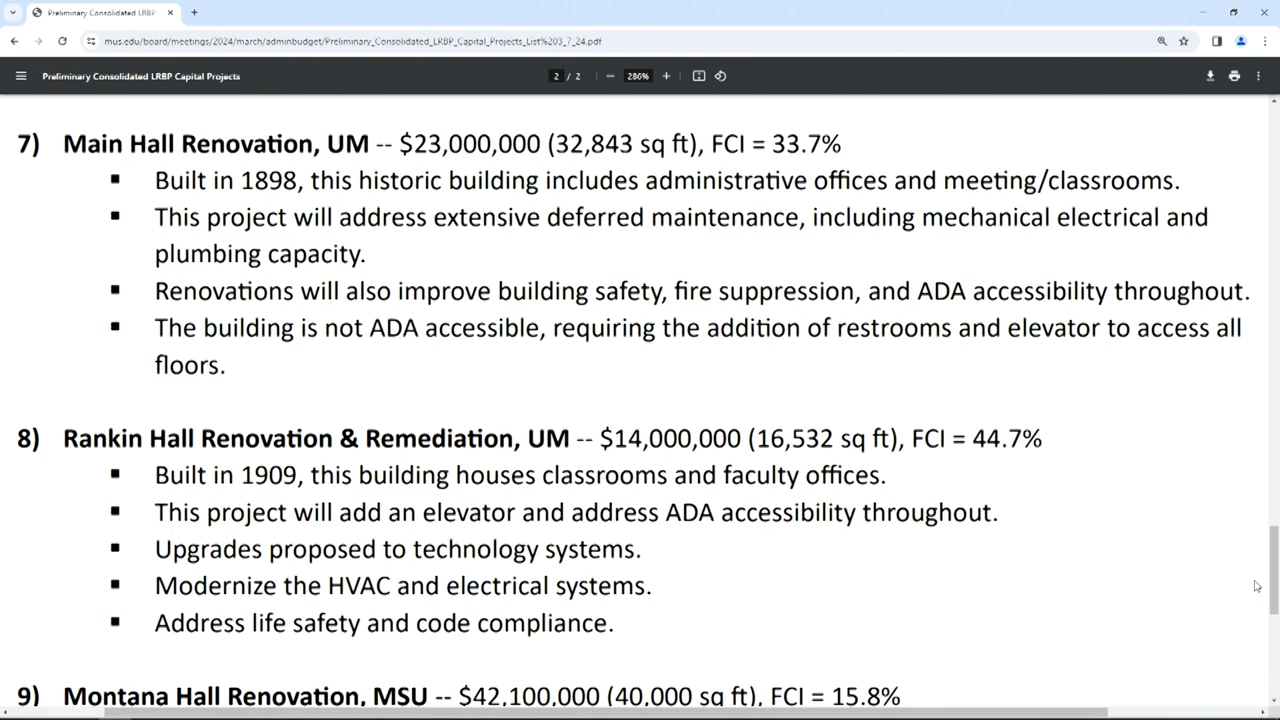 Preliminary Consolidated LRBP
mus.edu/board/meetings/2024/march/adminbudget/Preliminary_Consolidated_LRBP_Capital_Projects_List%203_7_24.pdf
Preliminary Consolidated LRBP Capital Projects
2 / 2
286%
7) Main Hall Renovation, UM -- $23,000,000 (32,843 sq ft), FCI = 33.7%
▪ Built in 1898, this historic building includes administrative offices and meeting/classrooms.
▪ This project will address extensive deferred maintenance, including mechanical electrical and
plumbing capacity.
▪ Renovations will also improve building safety, fire suppression, and ADA accessibility throughout.
▪ The building is not ADA accessible, requiring the addition of restrooms and elevator to access all
floors.
8) Rankin Hall Renovation & Remediation, UM -- $14,000,000 (16,532 sq ft), FCI = 44.7%
▪ Built in 1909, this building houses classrooms and faculty offices.
▪ This project will add an elevator and address ADA accessibility throughout.
▪ Upgrades proposed to technology systems.
▪ Modernize the HVAC and electrical systems.
▪ Address life safety and code compliance.
9) Montana Hall Renovation, MSU -- $42,100,000 (40,000 sq ft), FCI = 15.8%